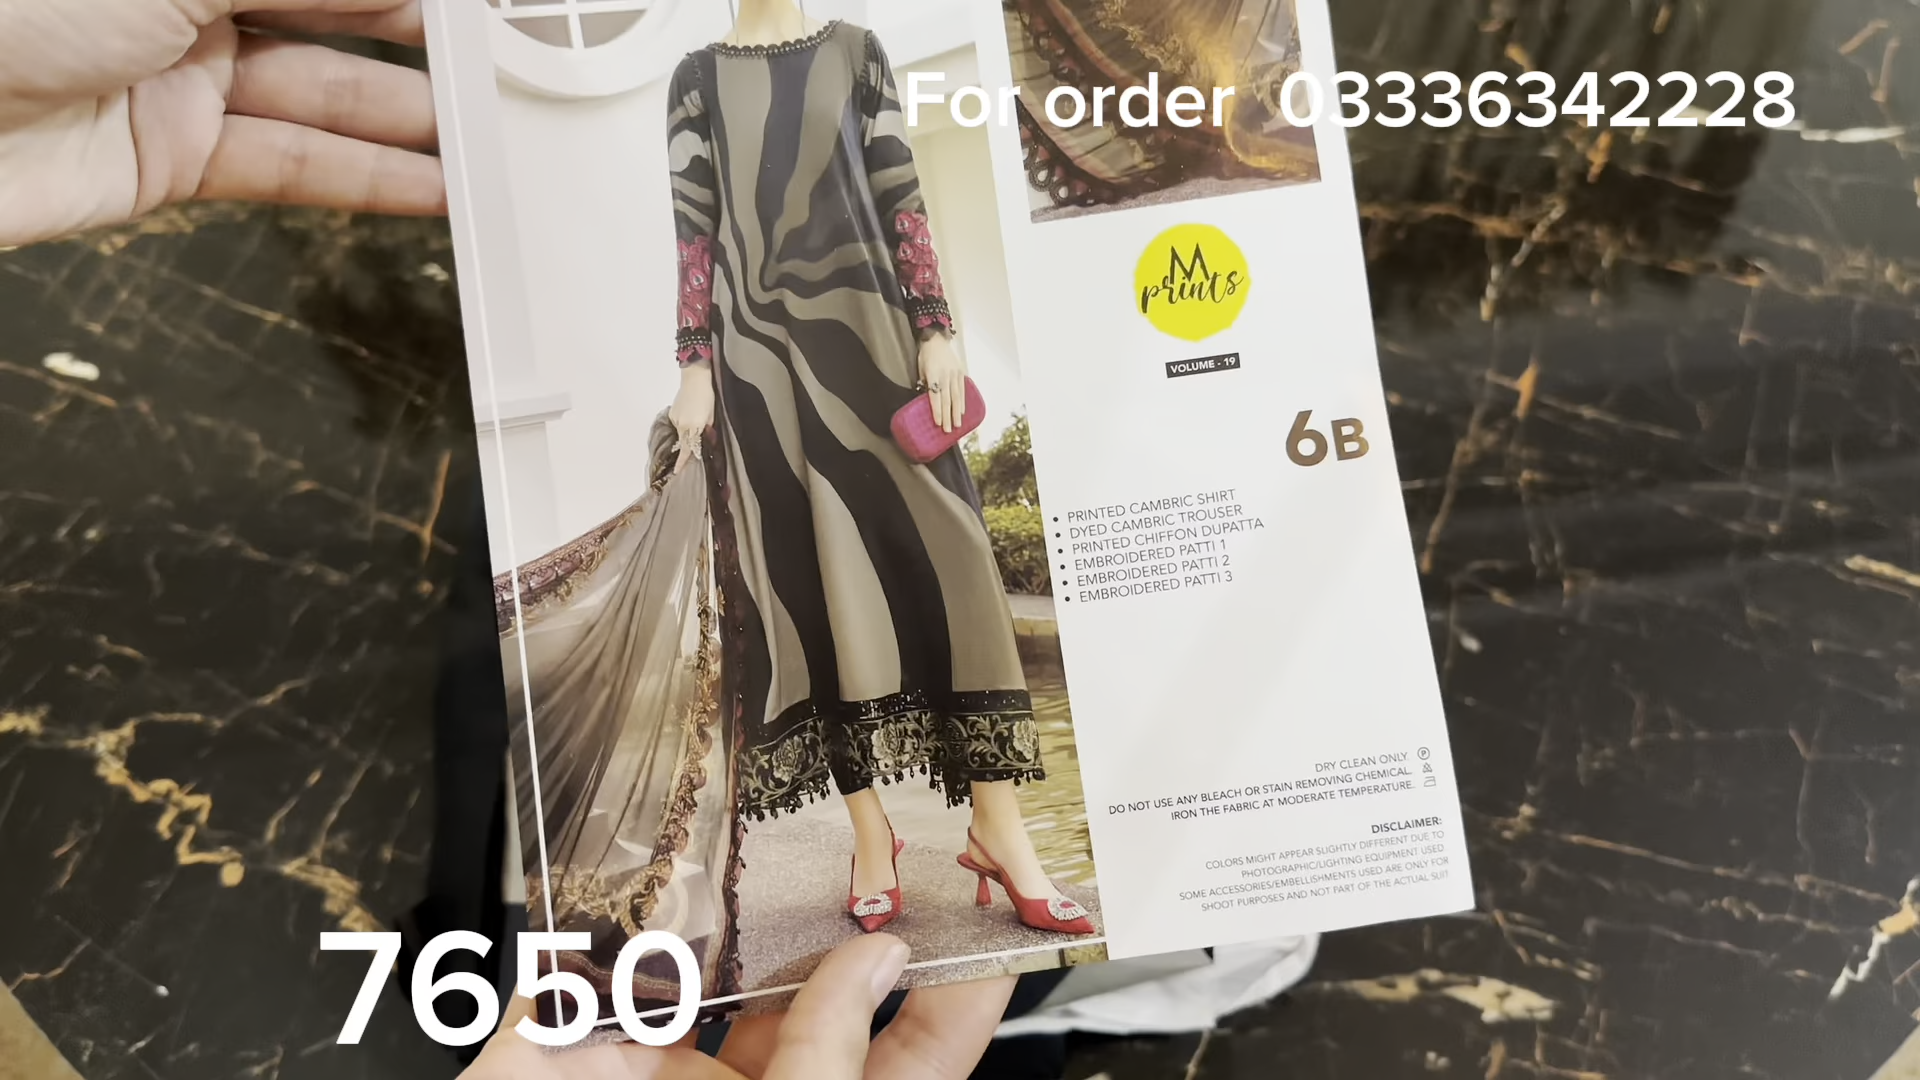 For order 03336342228
M
prints
VOLUME - 19
6B
• PRINTED CAMBRIC SHIRT
• DYED CAMBRIC TROUSER
• PRINTED CHIFFON DUPATTA
• EMBROIDERED PATTI 1
• EMBROIDERED PATTI 2
• EMBROIDERED PATTI 3
DRY CLEAN ONLY.
DO NOT USE ANY BLEACH OR STAIN REMOVING CHEMICAL.
IRON THE FABRIC AT MODERATE TEMPERATURE.
DISCLAIMER:
COLORS MIGHT APPEAR SLIGHTLY DIFFERENT DUE TO
PHOTOGRAPHIC/LIGHTING EQUIPMENT USED
SOME ACCESSORIES/EMBELLISHMENTS USED ARE ONLY FOR
SHOOT PURPOSES AND NOT PART OF THE ACTUAL SUIT
7650